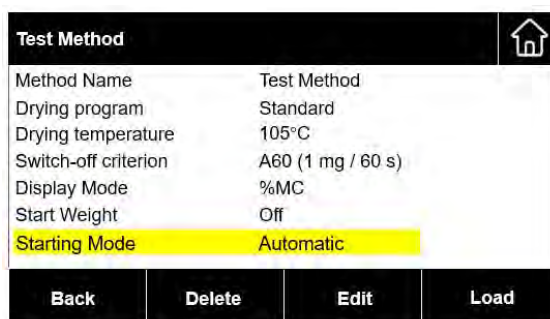 Test Method
Method Name Test Method
Drying program Standard
Drying temperature 105°C
Switch-off criterion A60 (1 mg / 60 s)
Display Mode %MC
Start Weight Off
Starting Mode Automatic
Back Delete Edit Load